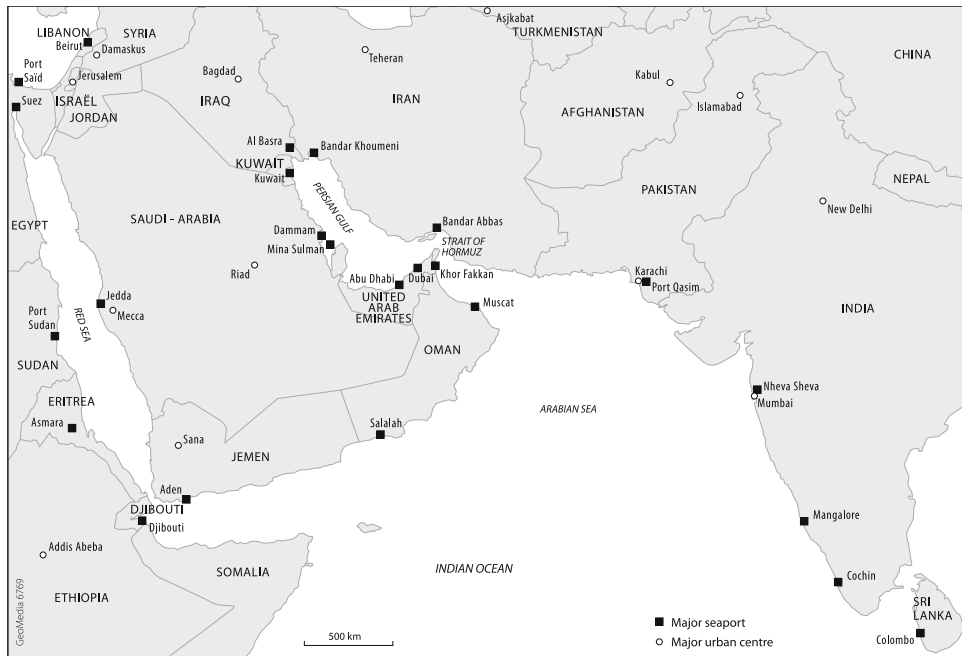 Asjkabat
TURKMENISTAN
LIBANON
SYRIA
Beirut
Damaskus
Teheran
CHINA
Port
Saïd
Jerusalem
Bagdad
Kabul
Islamabad
Suez
ISRAËL
IRAQ
IRAN
AFGHANISTAN
JORDAN
Al Basra
Bandar Khoumeni
KUWAIT
Kuwait
NEPAL
PAKISTAN
PERSIAN GULF
New Delhi
EGYPT
SAUDI - ARABIA
Bandar Abbas
Dammam
Mina Sulman
STRAIT OF
HORMUZ
Riad
Abu Dhabi
Dubai
Khor Fakkan
Karachi
Port Qasim
UNITED
ARAB
EMIRATES
Jedda
Mecca
Muscat
INDIA
Port
Sudan
RED SEA
OMAN
SUDAN
ERITREA
Nheva Sheva
Mumbai
ARABIAN SEA
Asmara
Salalah
Sana
JEMEN
Aden
DJIBOUTI
Djibouti
Mangalore
Addis Abeba
SOMALIA
INDIAN OCEAN
Cochin
ETHIOPIA
SRI
LANKA
Colombo
GeoMedia 6769
500 km
Major seaport
Major urban centre